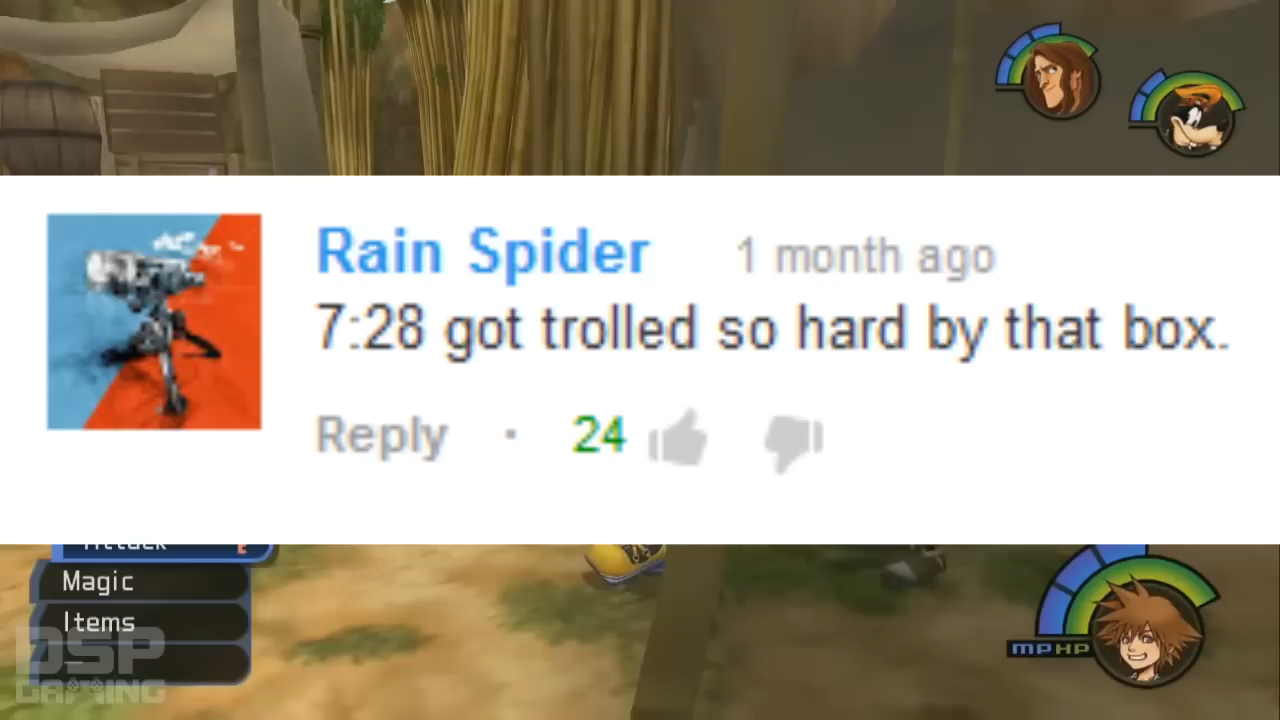 Rain Spider 1 month ago
7:28 got trolled so hard by that box.
Reply · 24
Attack
Magic
Items
MP HP
DSP
GAMING